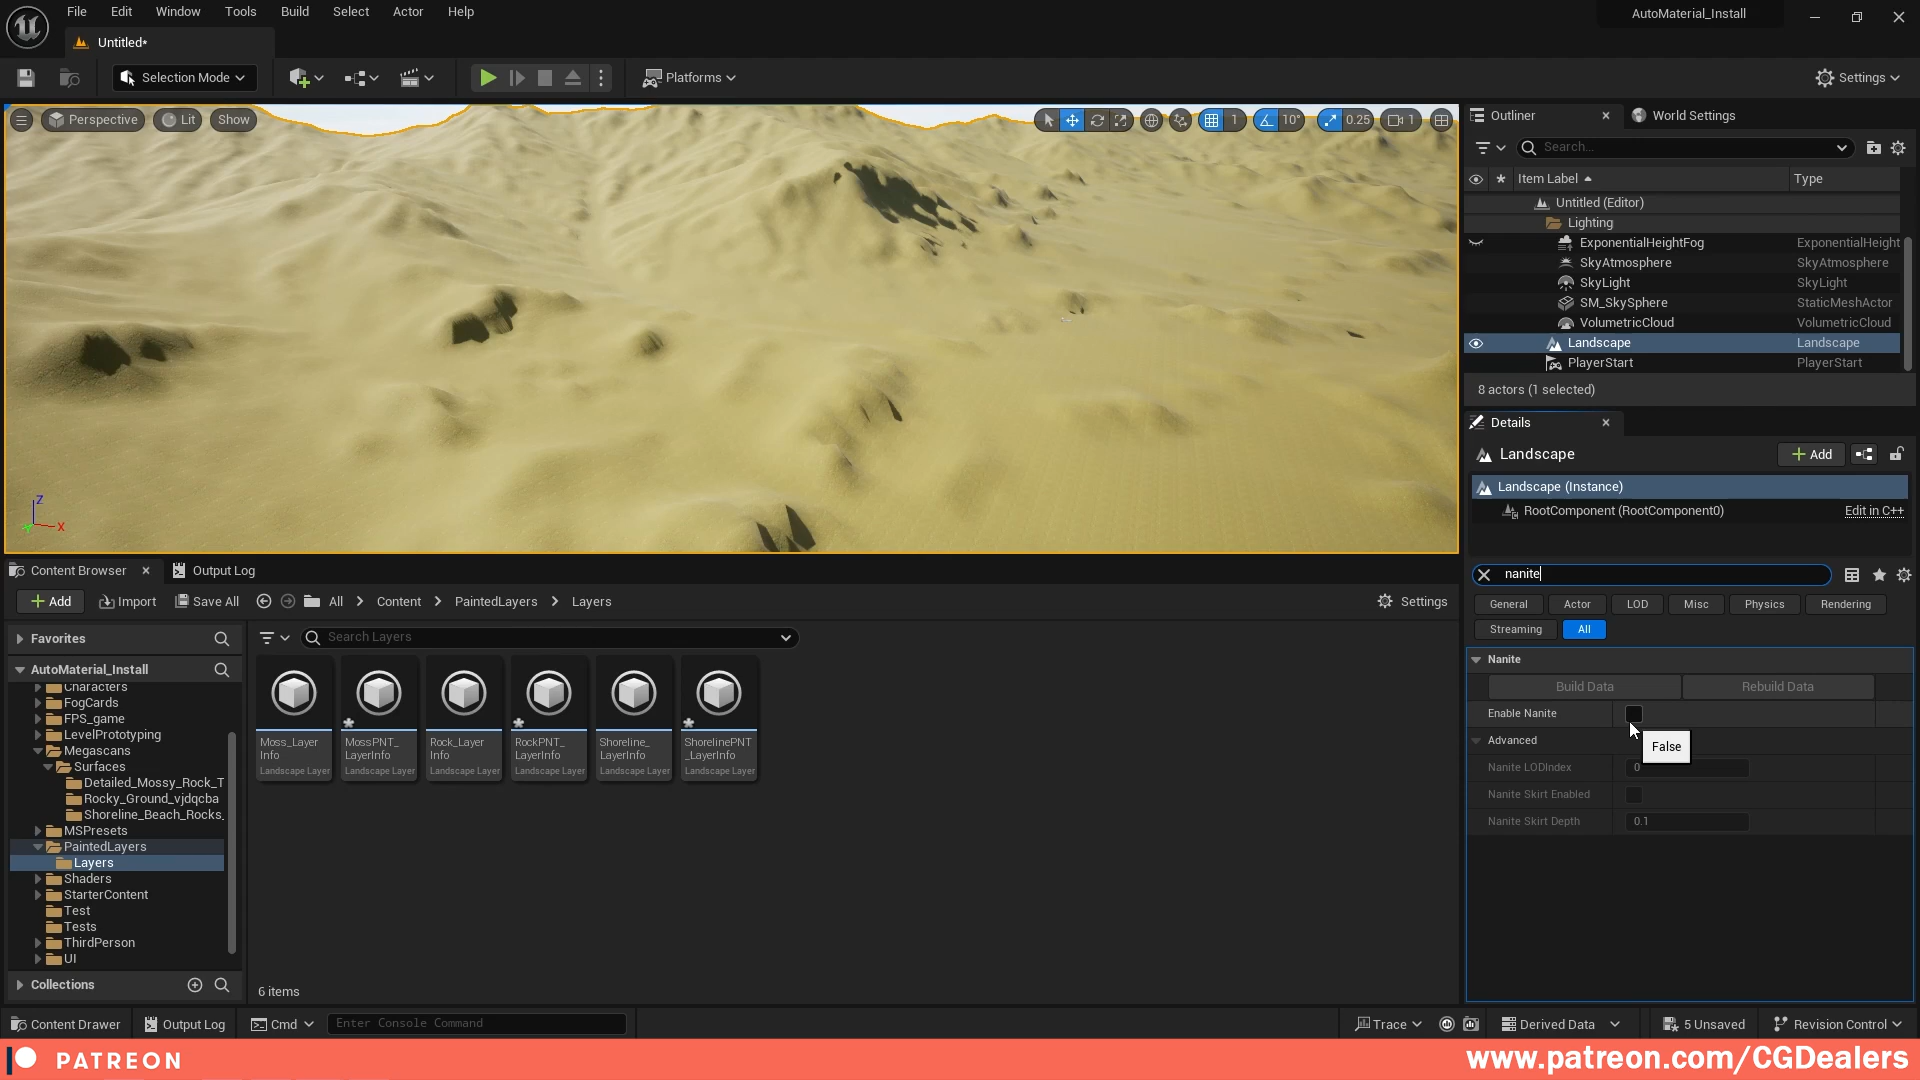 File Edit Window Tools Build Select Actor Help
AutoMaterial_Install
Untitled*
Selection Mode
Platforms
Settings
Perspective Lit Show
1 10° 0.25 1
Z
X
Outliner World Settings
Search...
Item Label Type
Untitled (Editor)
Lighting
ExponentialHeightFog ExponentialHeight
SkyAtmosphere SkyAtmosphere
SkyLight SkyLight
SM_SkySphere StaticMeshActor
VolumetricCloud VolumetricCloud
Landscape Landscape
PlayerStart PlayerStart
8 actors (1 selected)
Details
Landscape Add
Landscape (Instance)
RootComponent (RootComponent0) Edit in C++
nanite
General Actor LOD Misc Physics Rendering
Streaming All
Nanite
Build Data Rebuild Data
Enable Nanite
False
Advanced
Nanite LODIndex 0
Nanite Skirt Enabled
Nanite Skirt Depth 0.1
Content Browser Output Log
Add Import Save All All Content PaintedLayers Layers Settings
Favorites
Search Layers
AutoMaterial_Install
Characters
FogCards
FPS_game
LevelPrototyping
Megascans
Surfaces
Detailed_Mossy_Rock_T
Rocky_Ground_vjdqcba
Shoreline_Beach_Rocks_
MSPresets
PaintedLayers
Layers
Shaders
StarterContent
Test
Tests
ThirdPerson
UI
Collections
Moss_Layer
Info
Landscape Layer
MossPNT_
LayerInfo
Landscape Layer
Rock_Layer
Info
Landscape Layer
RockPNT_
LayerInfo
Landscape Layer
Shoreline_
LayerInfo
Landscape Layer
ShorelinePNT
_LayerInfo
Landscape Layer
6 items
Content Drawer Output Log Cmd Enter Console Command Trace Derived Data 5 Unsaved Revision Control
PATREON www.patreon.com/CGDealers